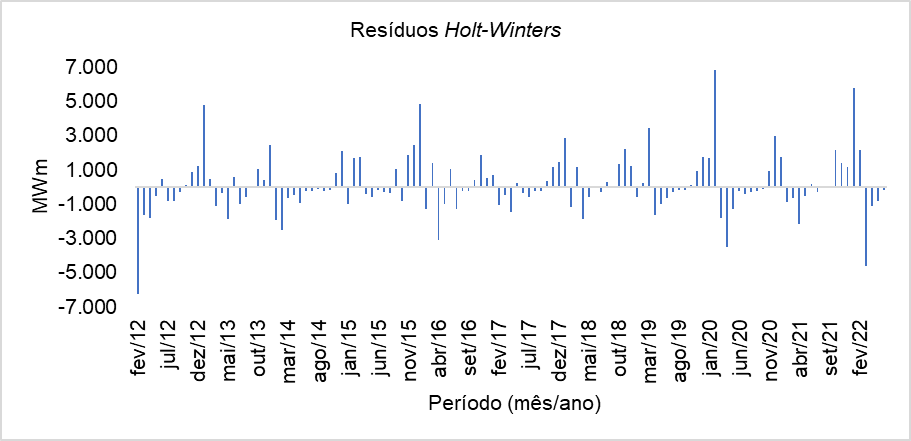 Resíduos Holt-Winters
7.000
5.000
3.000
1.000
-1.000
-3.000
-5.000
-7.000
MWm
fev/12
jul/12
dez/12
mai/13
out/13
mar/14
ago/14
jan/15
jun/15
nov/15
abr/16
set/16
fev/17
jul/17
dez/17
mai/18
out/18
mar/19
ago/19
jan/20
jun/20
nov/20
abr/21
set/21
fev/22
Período (mês/ano)